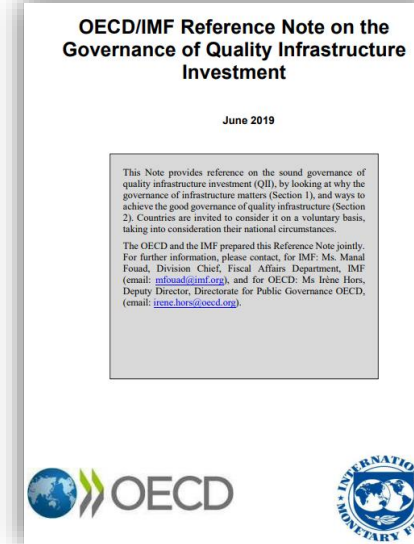 OECD/IMF Reference Note on the
Governance of Quality Infrastructure
Investment
June 2019
This Note provides reference on the sound governance of
quality infrastructure investment (QII), by looking at why the
governance of infrastructure matters (Section 1), and ways to
achieve the good governance of quality infrastructure (Section
2). Countries are invited to consider it on a voluntary basis,
taking into consideration their national circumstances.
The OECD and the IMF prepared this Reference Note jointly.
For further information, please contact, for IMF: Ms. Manal
Fouad, Division Chief, Fiscal Affairs Department, IMF
(email: mfouad@imf.org), and for OECD: Ms Irène Hors,
Deputy Director, Directorate for Public Governance OECD,
(email: irene.hors@oecd.org).
OECD
INTERNATIO
MONETARY FU